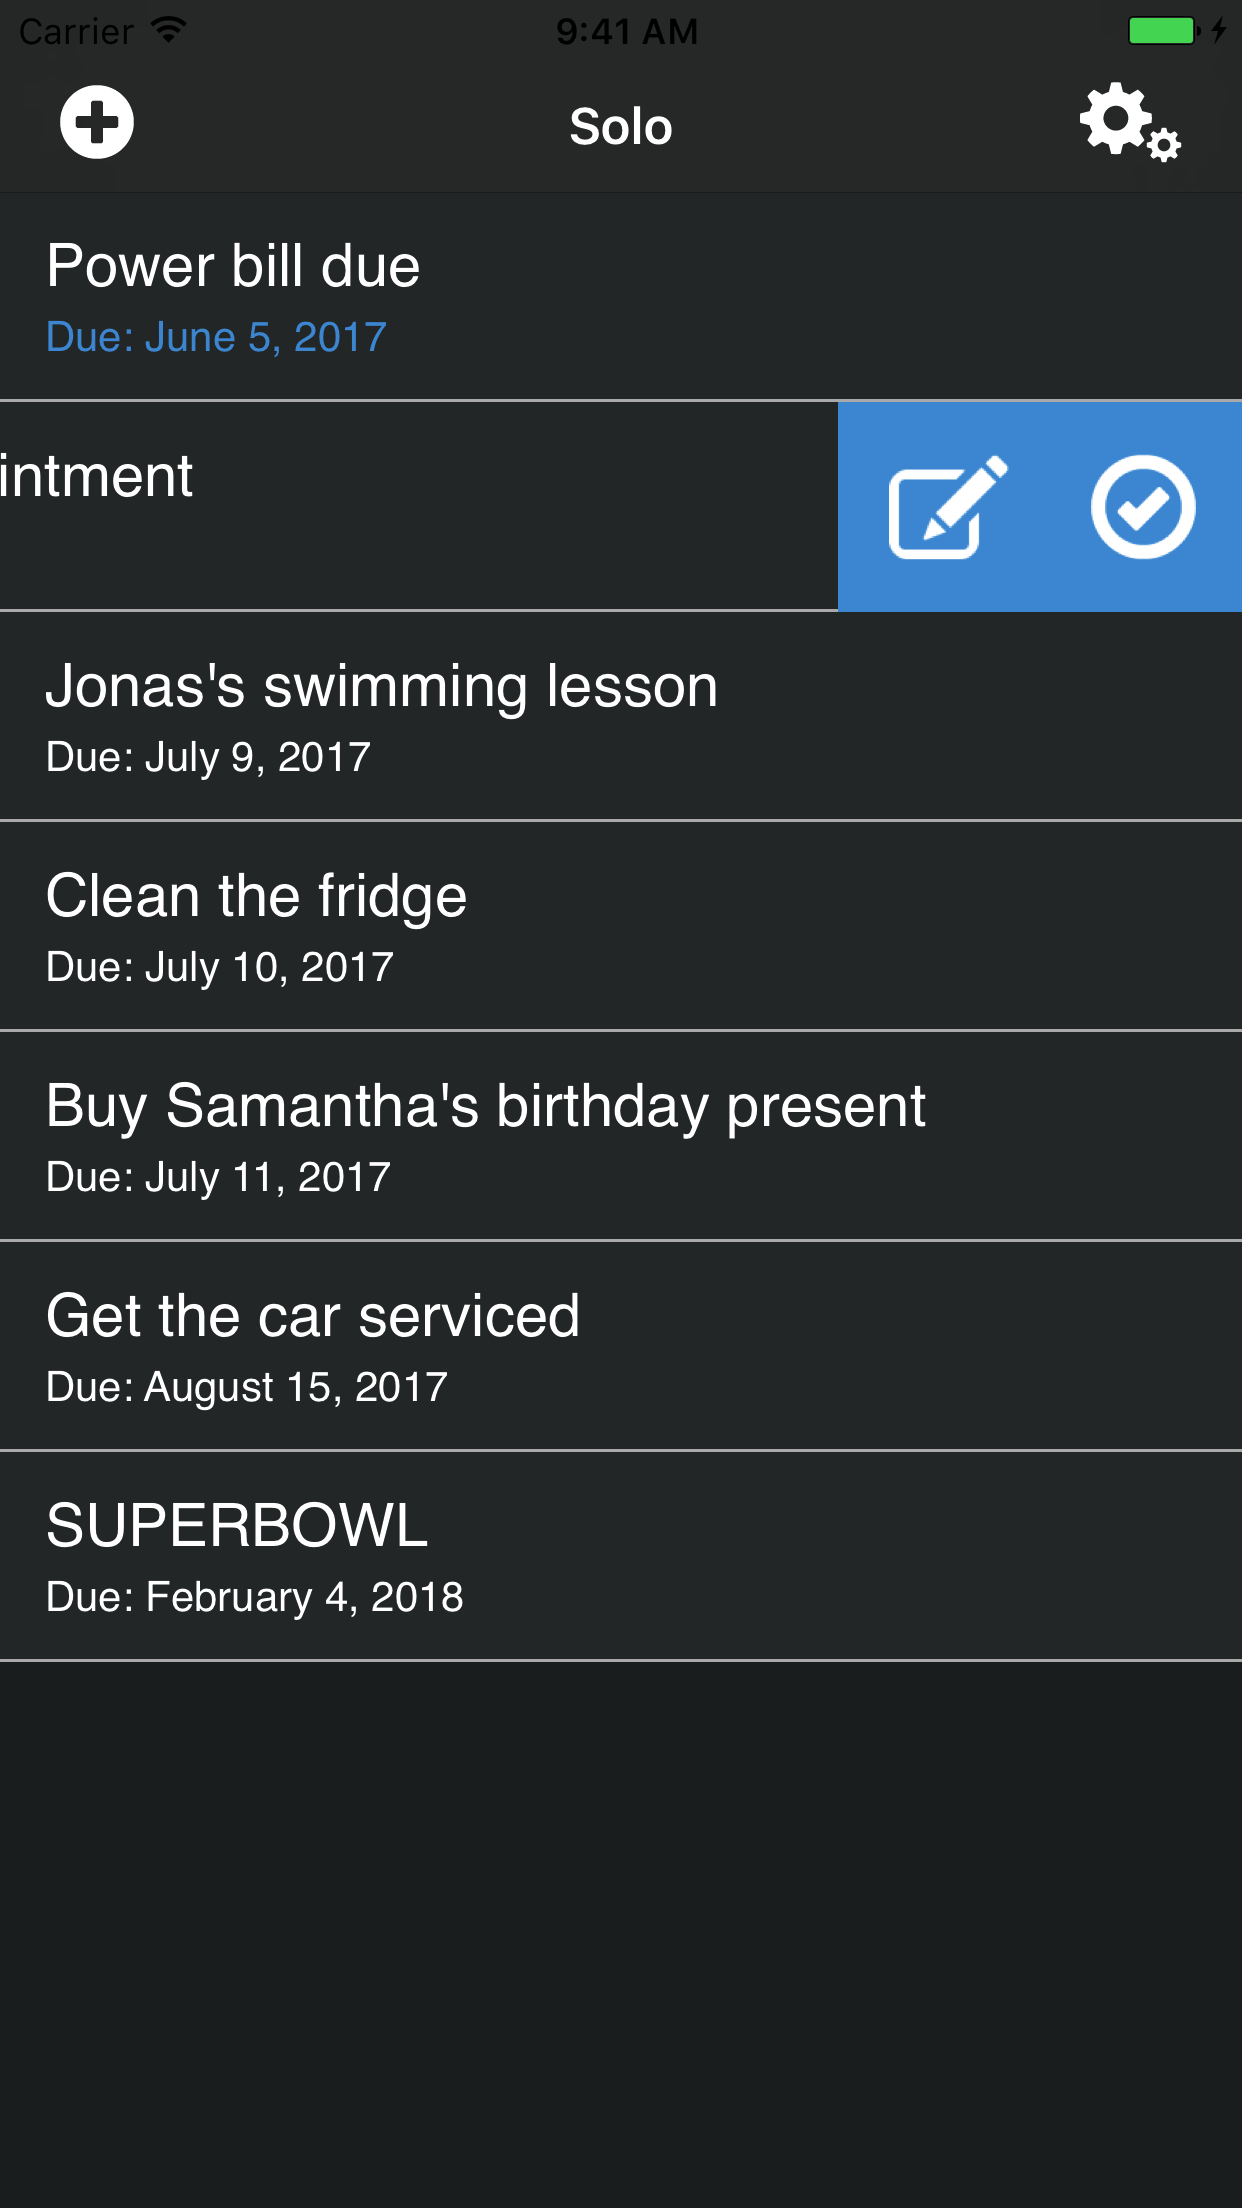 Carrier 9:41 AM
Solo
Power bill due
Due: June 5, 2017
intment
Jonas's swimming lesson
Due: July 9, 2017
Clean the fridge
Due: July 10, 2017
Buy Samantha's birthday present
Due: July 11, 2017
Get the car serviced
Due: August 15, 2017
SUPERBOWL
Due: February 4, 2018